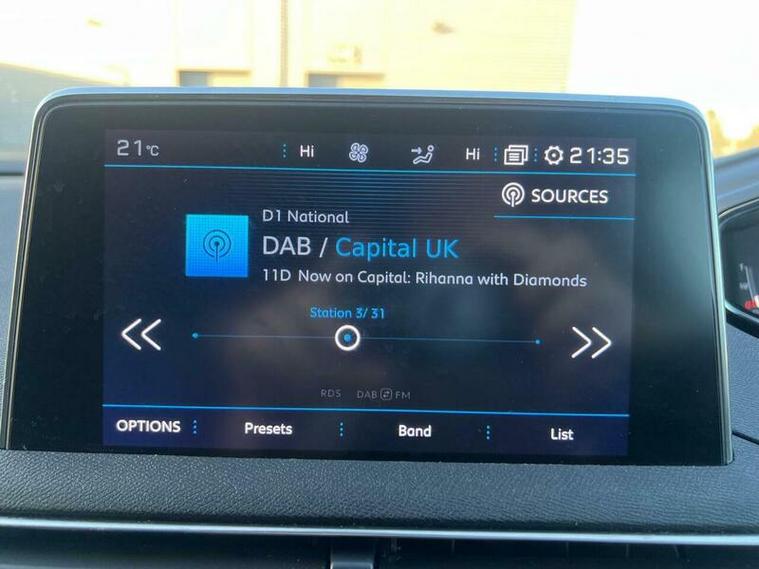 21°C Hi Hi 21:35
SOURCES
D1 National
DAB / Capital UK
11D Now on Capital: Rihanna with Diamonds
Station 3/ 31
RDS DAB FM
OPTIONS Presets Band List